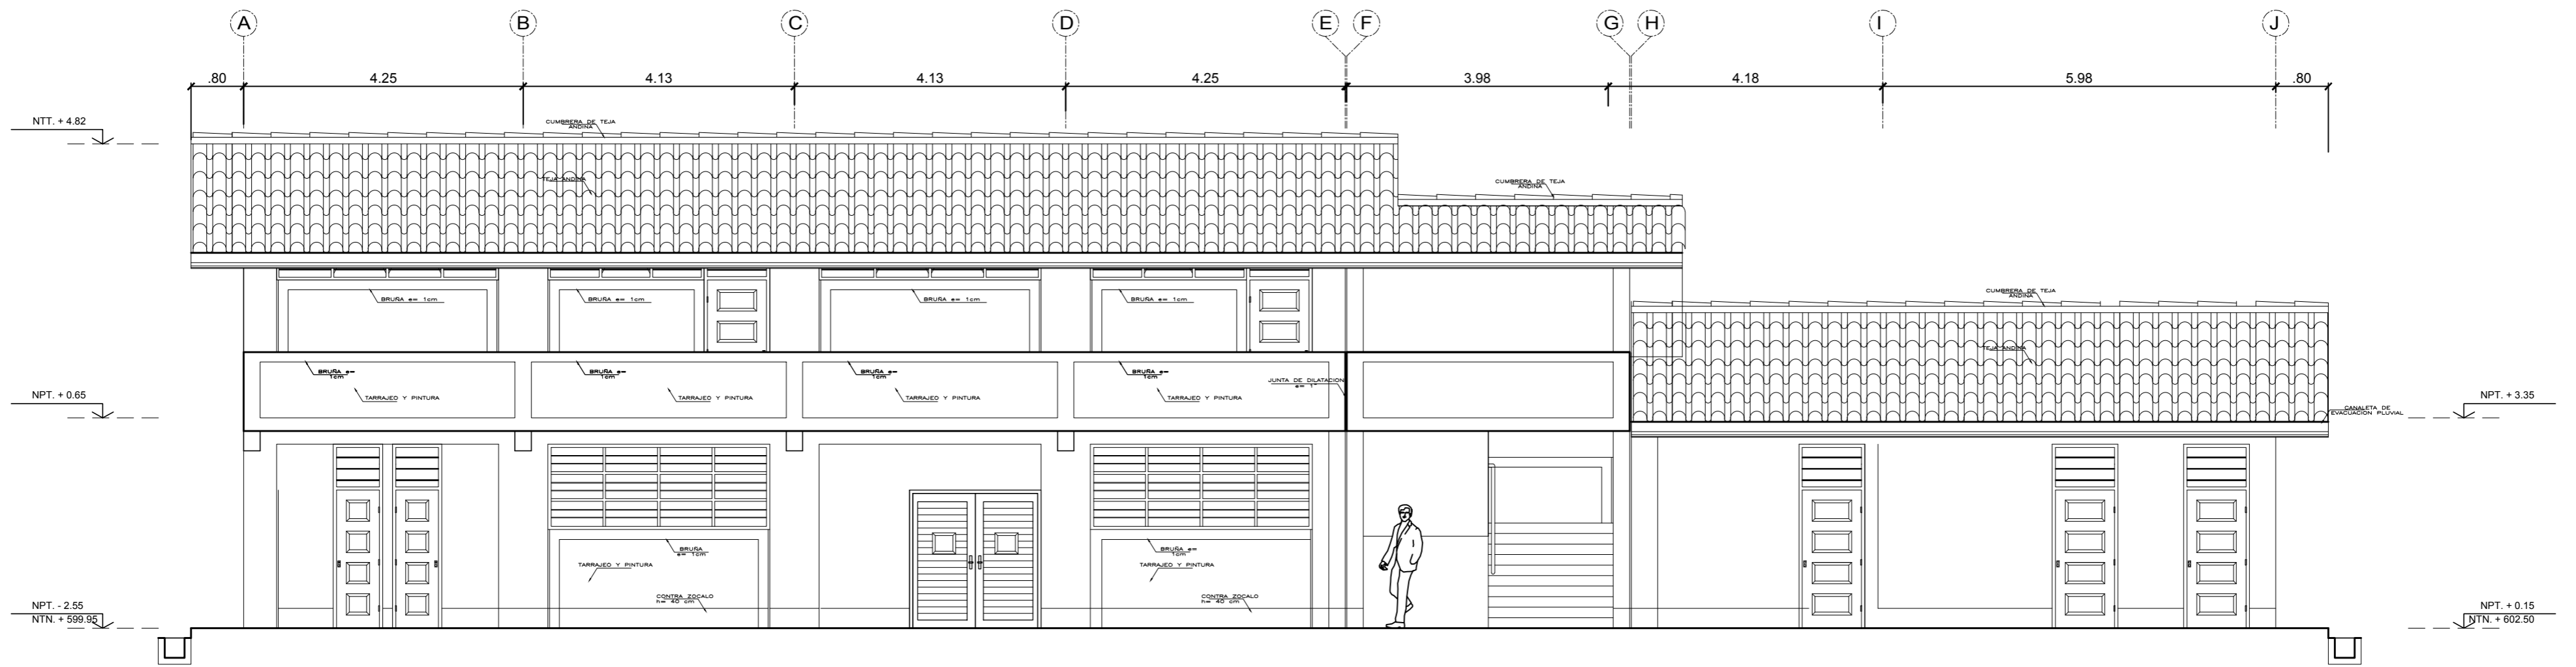 A B C D E F G H I J
.80 4.25 4.13 4.13 4.25 3.98 4.18 5.98 .80
NTT. + 4.82
CUMBRERA DE TEJA
ANDINA
TEJA ANDINA
CUMBRERA DE TEJA
ANDINA
CUMBRERA DE TEJA
ANDINA
BRUÑA e= 1cm
BRUÑA e= 1cm
BRUÑA e= 1cm
BRUÑA e= 1cm
TEJA ANDINA
BRUÑA e=
1cm
BRUÑA e=
1cm
BRUÑA e=
1cm
BRUÑA e=
1cm
JUNTA DE DILATACION
e= 1"
NPT. + 0.65
TARRAJEO Y PINTURA
TARRAJEO Y PINTURA
TARRAJEO Y PINTURA
TARRAJEO Y PINTURA
NPT. + 3.35
CANALETA DE
EVACUACION PLUVIAL
BRUÑA
e= 1cm
BRUÑA e=
1cm
TARRAJEO Y PINTURA
TARRAJEO Y PINTURA
CONTRA ZOCALO
h= 40 cm
CONTRA ZOCALO
h= 40 cm
NPT. - 2.55
NTN. + 599.95
NPT. + 0.15
NTN. + 602.50